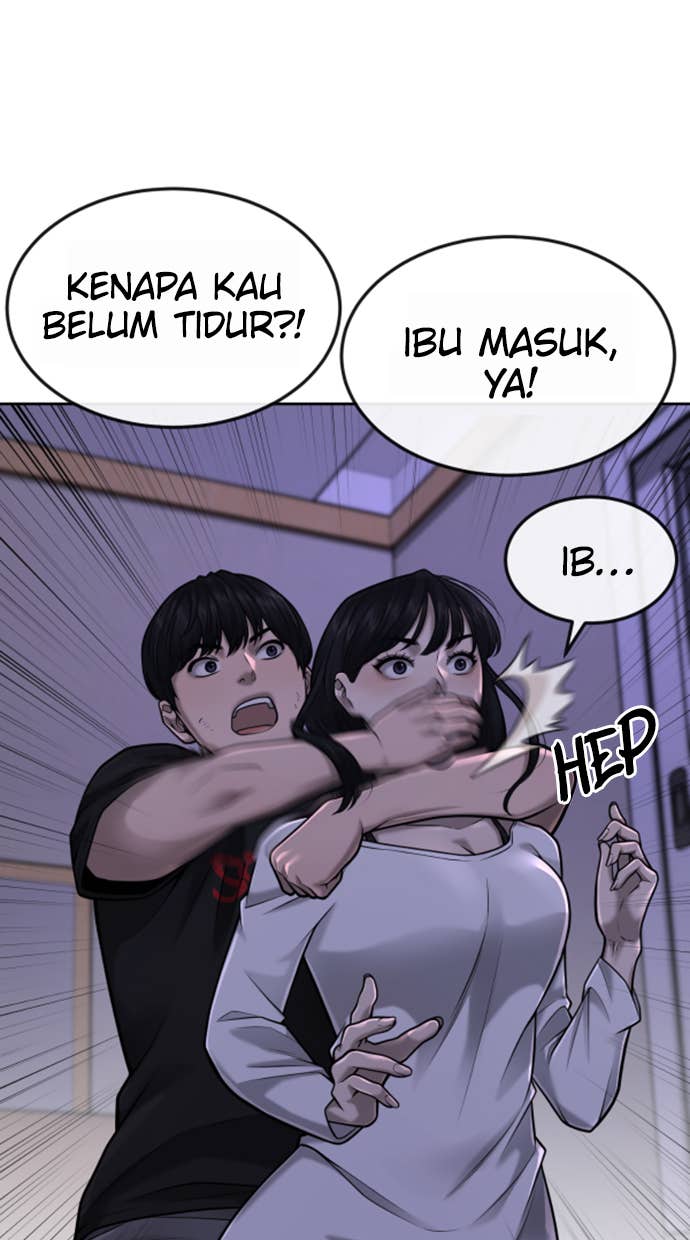 KENAPA KAU
BELUM TIDUR?!
IBU MASUK,
YA!
IB...
HEP